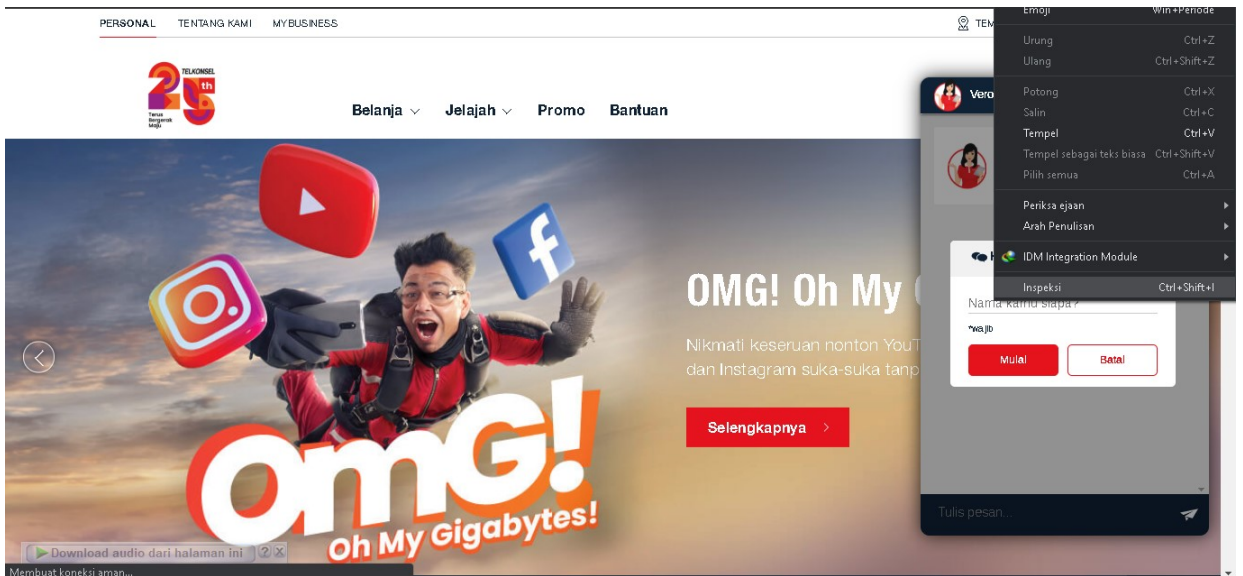 PERSONAL TENTANG KAMI MYBUSINESS
TEM
TELKOMSEL
25th
Terus
Bergerak
Maju
Belanja Jelajah Promo Bantuan
OMG! Oh My
Nikmati keseruan nonton YouT
dan Instagram suka-suka tanp
Selengkapnya
OMG!
Oh My Gigabytes!
Download audio dari halaman ini ? X
Membuat koneksi aman...
Vero
Emoji Win+Periode
Urung Ctrl+Z
Ulang Ctrl+Shift+Z
Potong Ctrl+X
Salin Ctrl+C
Tempel Ctrl+V
Tempel sebagai teks biasa Ctrl+Shift+V
Pilih semua Ctrl+A
Periksa ejaan
Arah Penulisan
IDM Integration Module
Inspeksi Ctrl+Shift+I
Nama kamu siapa?
*wajib
Mulai Batal
Tulis pesan...